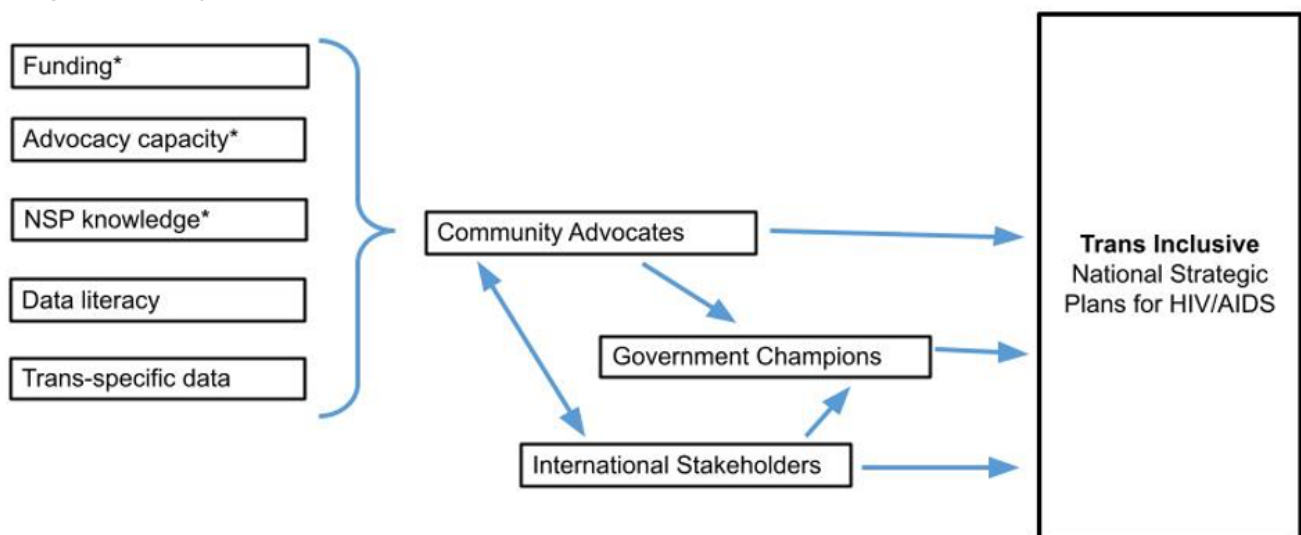 Funding*
Advocacy capacity*
NSP knowledge*
Data literacy
Trans-specific data
Community Advocates
Government Champions
International Stakeholders
Trans Inclusive
National Strategic
Plans for HIV/AIDS